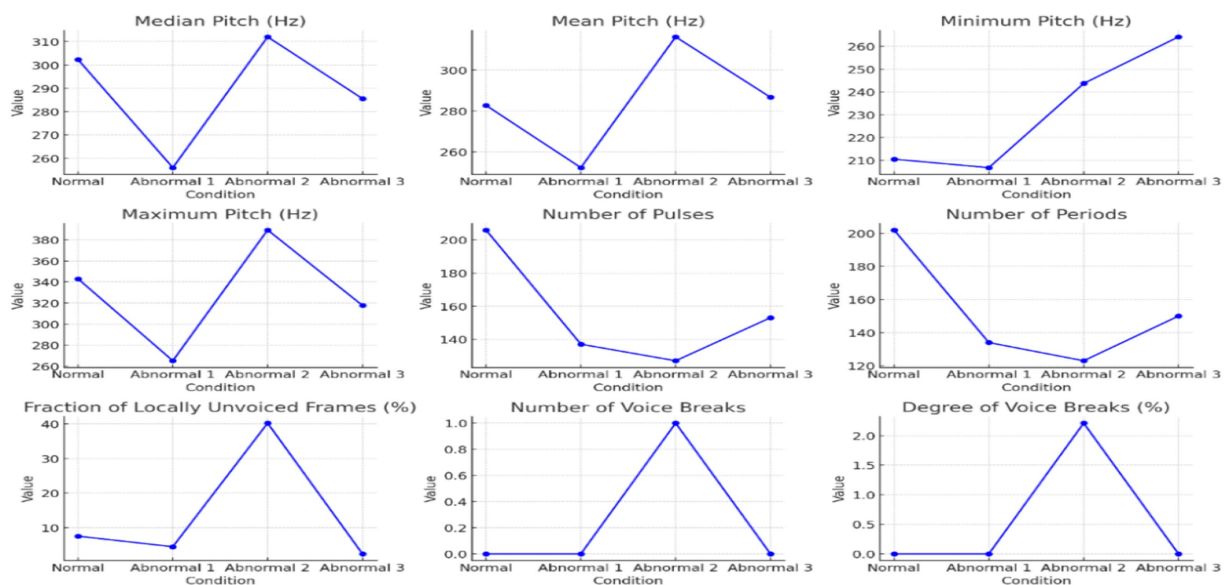 Median Pitch (Hz)
Value
310
300
290
280
270
260
Normal Abnormal 1 Abnormal 2 Abnormal 3
Condition
Mean Pitch (Hz)
Value
300
280
260
Normal Abnormal 1 Abnormal 2 Abnormal 3
Condition
Minimum Pitch (Hz)
Value
260
250
240
230
220
210
Normal Abnormal 1 Abnormal 2 Abnormal 3
Condition
Maximum Pitch (Hz)
Value
380
360
340
320
300
280
260
Normal Abnormal 1 Abnormal 2 Abnormal 3
Condition
Number of Pulses
Value
200
180
160
140
Normal Abnormal 1 Abnormal 2 Abnormal 3
Condition
Number of Periods
Value
200
180
160
140
120
Normal Abnormal 1 Abnormal 2 Abnormal 3
Condition
Fraction of Locally Unvoiced Frames (%)
Value
40
30
20
10
Normal Abnormal 1 Abnormal 2 Abnormal 3
Condition
Number of Voice Breaks
Value
1.0
0.8
0.6
0.4
0.2
0.0
Normal Abnormal 1 Abnormal 2 Abnormal 3
Condition
Degree of Voice Breaks (%)
Value
2.0
1.5
1.0
0.5
0.0
Normal Abnormal 1 Abnormal 2 Abnormal 3
Condition